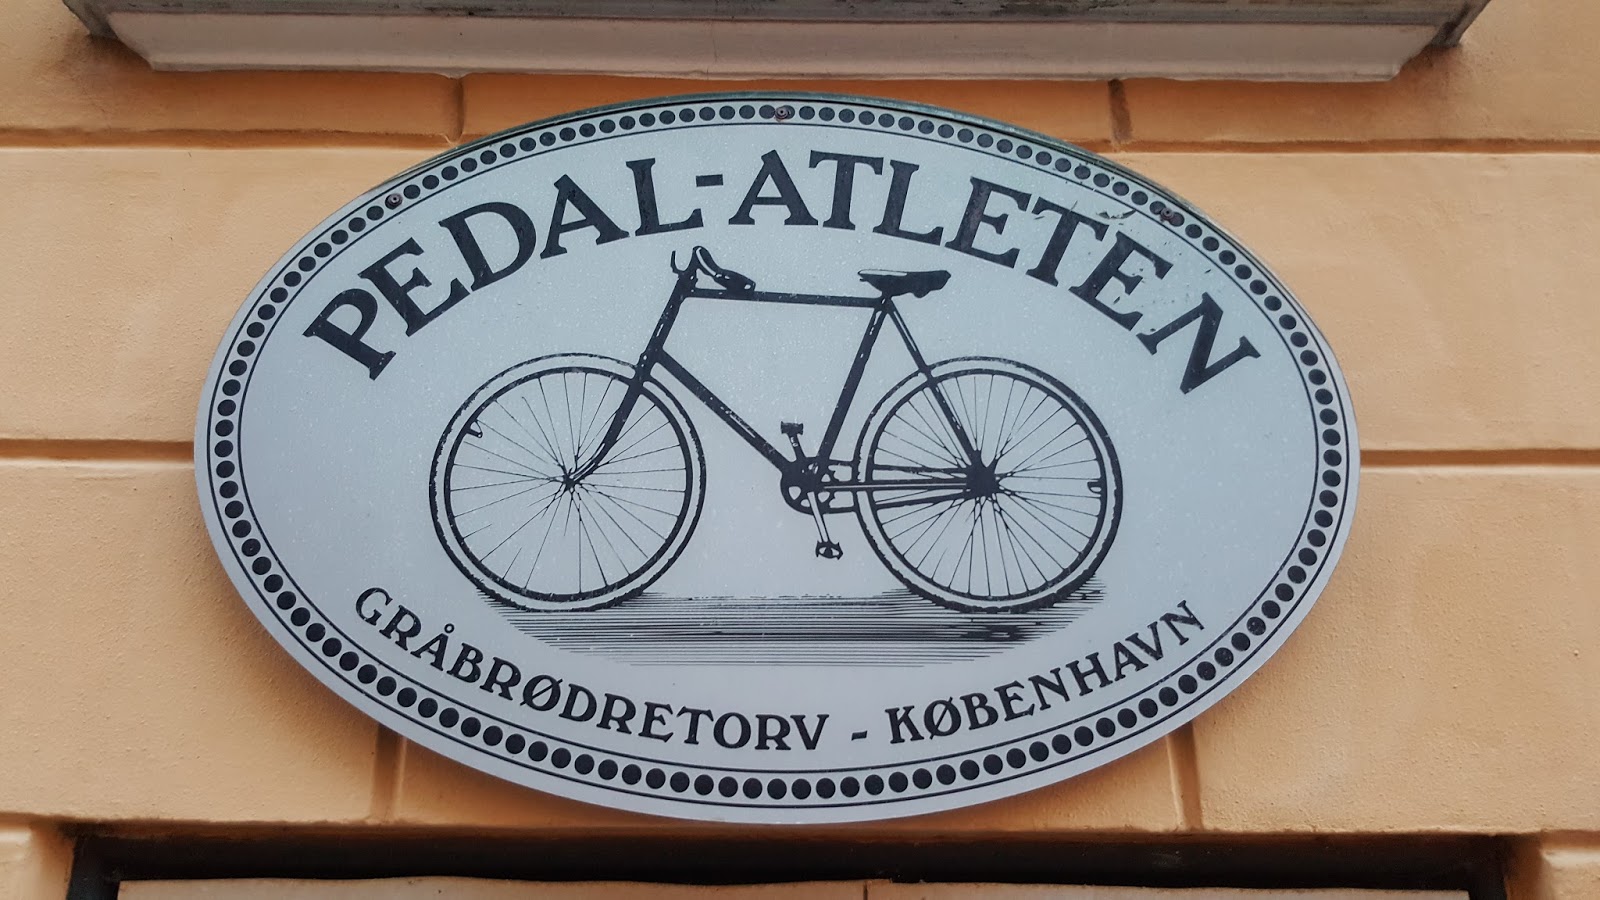 PEDAL-ATLETEN
GRÅBRØDRETORV - KØBENHAVN